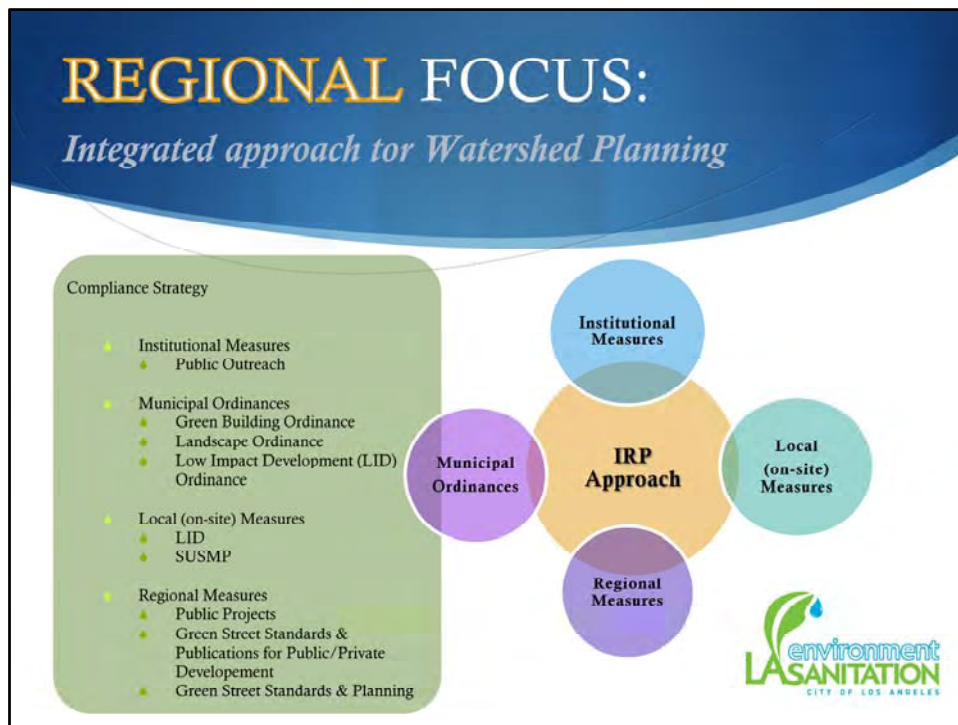 REGIONAL FOCUS:
Integrated approach tor Watershed Planning
Compliance Strategy
Institutional Measures
Public Outreach
Municipal Ordinances
Green Building Ordinance
Landscape Ordinance
Low Impact Development (LID)
Ordinance
Local (on-site) Measures
LID
SUSMP
Regional Measures
Public Projects
Green Street Standards &
Publications for Public/Private
Developement
Green Street Standards & Planning
Institutional
Measures
Municipal
Ordinances
IRP
Approach
Local
(on-site)
Measures
Regional
Measures
environment
LA SANITATION
CITY OF LOS ANGELES